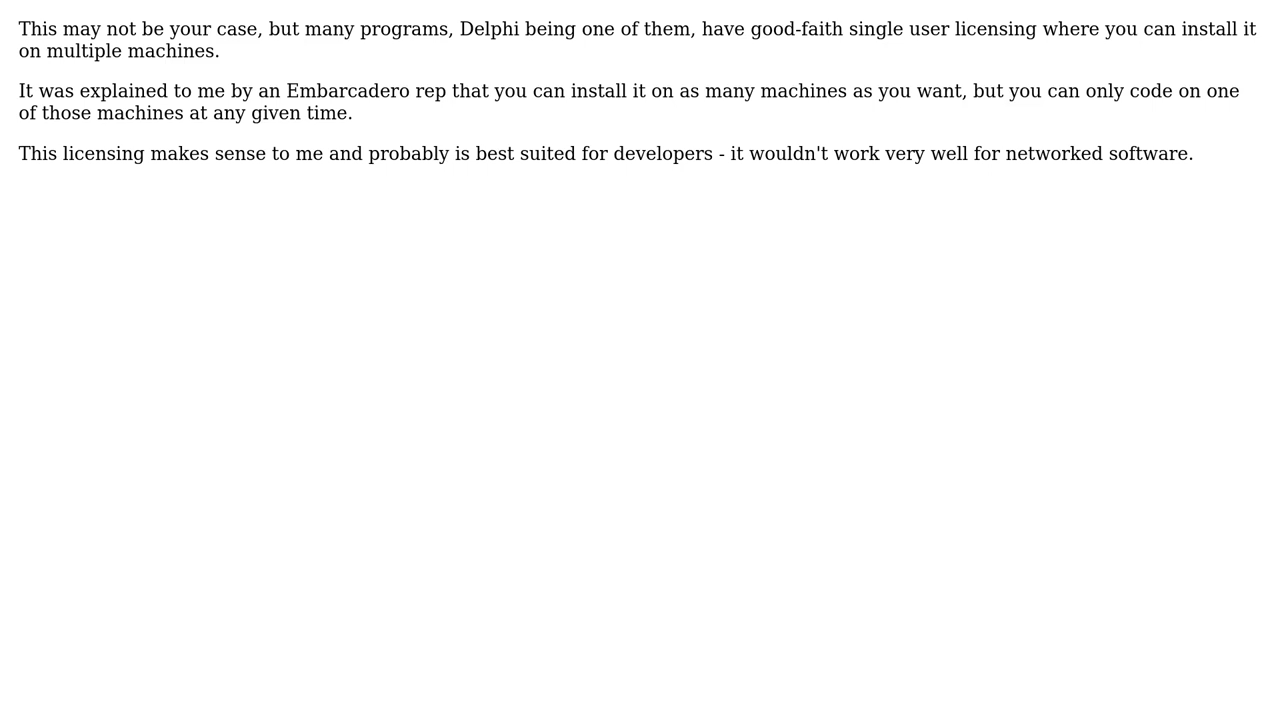 This may not be your case, but many programs, Delphi being one of them, have good-faith single user licensing where you can install it
on multiple machines.
It was explained to me by an Embarcadero rep that you can install it on as many machines as you want, but you can only code on one
of those machines at any given time.
This licensing makes sense to me and probably is best suited for developers - it wouldn't work very well for networked software.